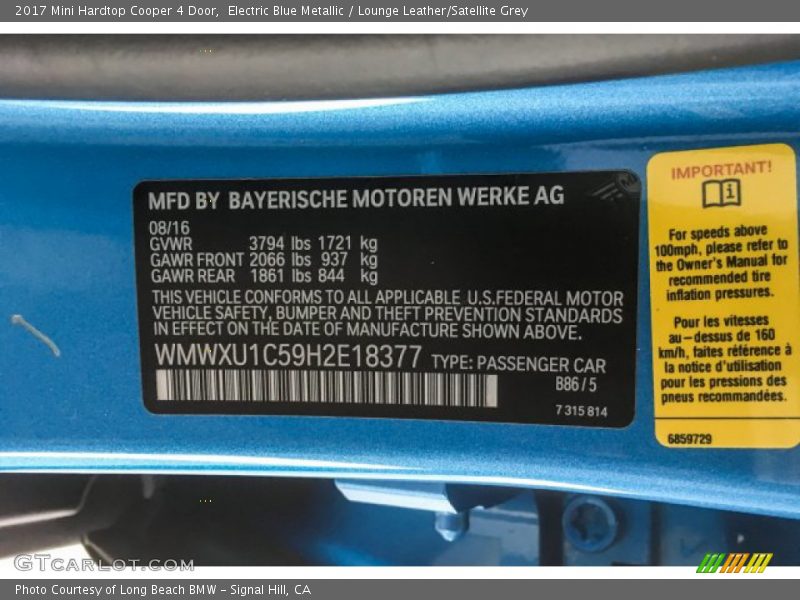 2017 Mini Hardtop Cooper 4 Door,  Electric Blue Metallic / Lounge Leather/Satellite Grey
MFD BY BAYERISCHE MOTOREN WERKE AG
08/16
GVWR 3794 lbs 1721 kg
GAWR FRONT 2066 lbs 937 kg
GAWR REAR 1861 lbs 844 kg
THIS VEHICLE CONFORMS TO ALL APPLICABLE U.S.FEDERAL MOTOR
VEHICLE SAFETY, BUMPER AND THEFT PREVENTION STANDARDS
IN EFFECT ON THE DATE OF MANUFACTURE SHOWN ABOVE.
WMWXU1C59H2E18377 TYPE: PASSENGER CAR
B86 / 5
7 315 814
IMPORTANT!
For speeds above
100mph, please refer to
the Owner's Manual for
recommended tire
inflation pressures.
Pour les vitesses
au-dessus de 160
km/h, faites référence à
la notice d'utilisation
pour les pressions des
pneus recommandées.
6859729
GTcarlot.com
Photo Courtesy of Long Beach BMW - Signal Hill, CA